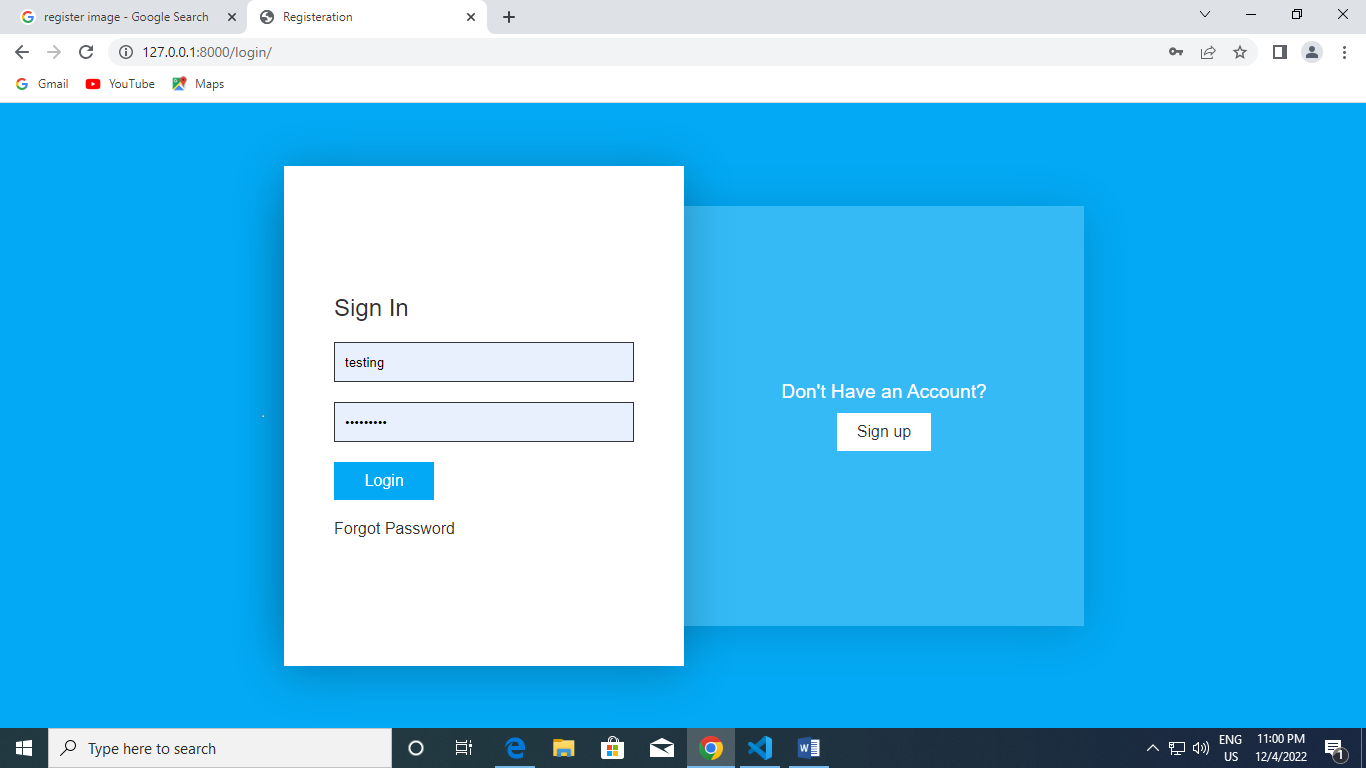 register image - Google Search
Registeration
127.0.0.1:8000/login/
Gmail YouTube Maps
Sign In
testing
•••••••••
Login
Forgot Password
Don't Have an Account?
Sign up
Type here to search
ENG
US
11:00 PM
12/4/2022
1